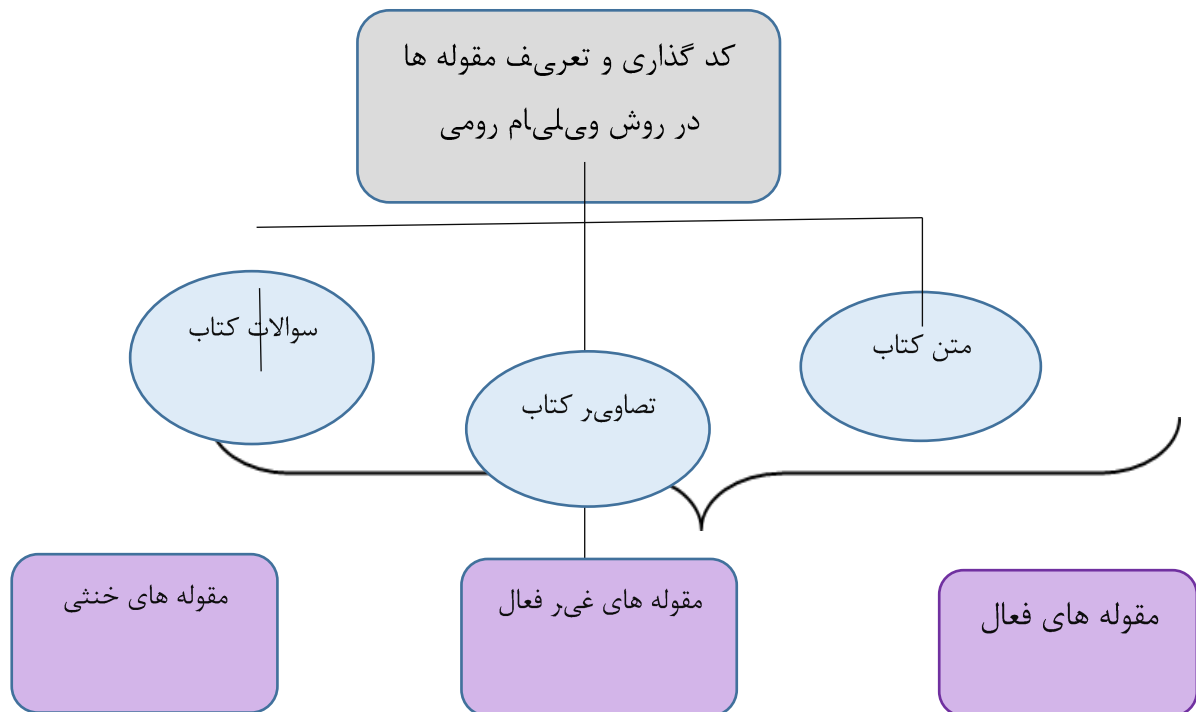 کد گذاری و تعریف مقوله ها
در روش ویلیام رومی
متن کتاب
تصاویر کتاب
سوالات کتاب
مقوله های فعال
مقوله های غیر فعال
مقوله های خنثی